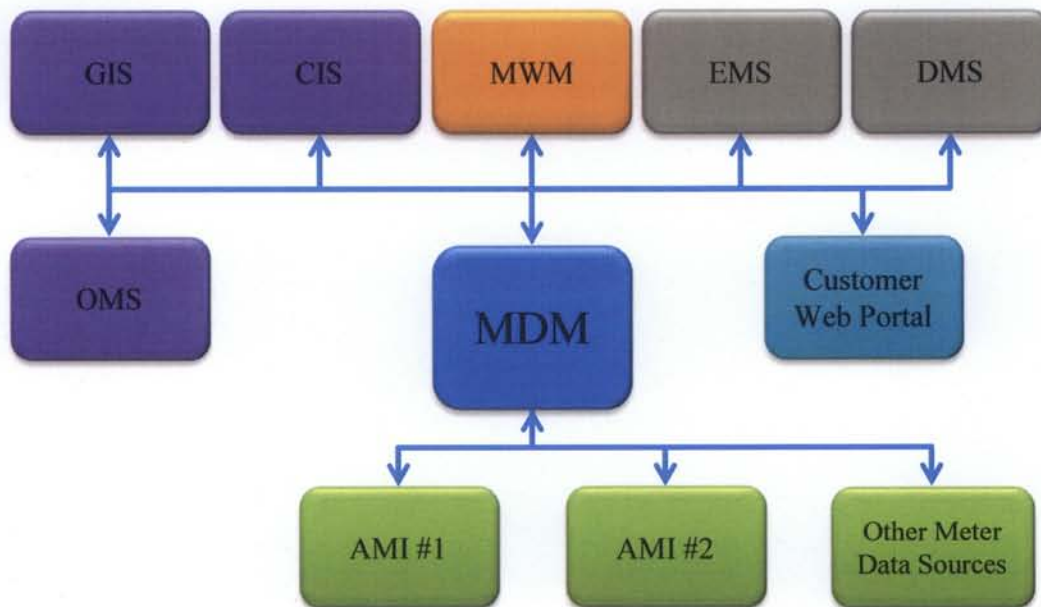 GIS
CIS
MWM
EMS
DMS
OMS
MDM
Customer
Web Portal
AMI #1
AMI #2
Other Meter
Data Sources